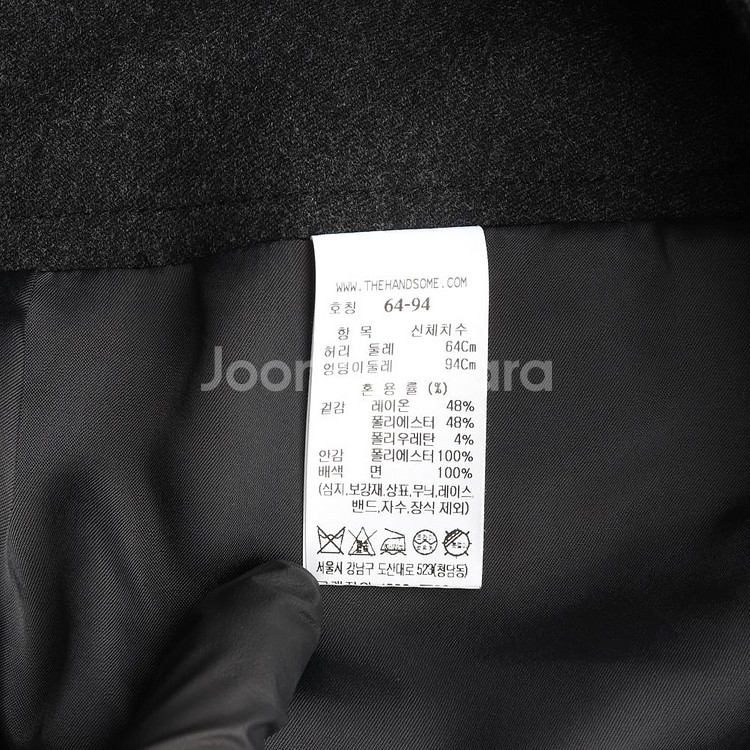 WWW.THEHANDSOME.COM
호칭 64-94
항 목 신체치수
허리 둘레 64Cm
엉덩이둘레 94Cm
혼 용 률 (%)
겉감 레이온 48%
폴리에스터 48%
폴리우레탄 4%
안감 폴리에스터 100%
배색 면 100%
(심지,보강재,상표,무늬,레이스,
밴드,자수,장식 제외)
서울시 강남구 도산대로 523(청담동)